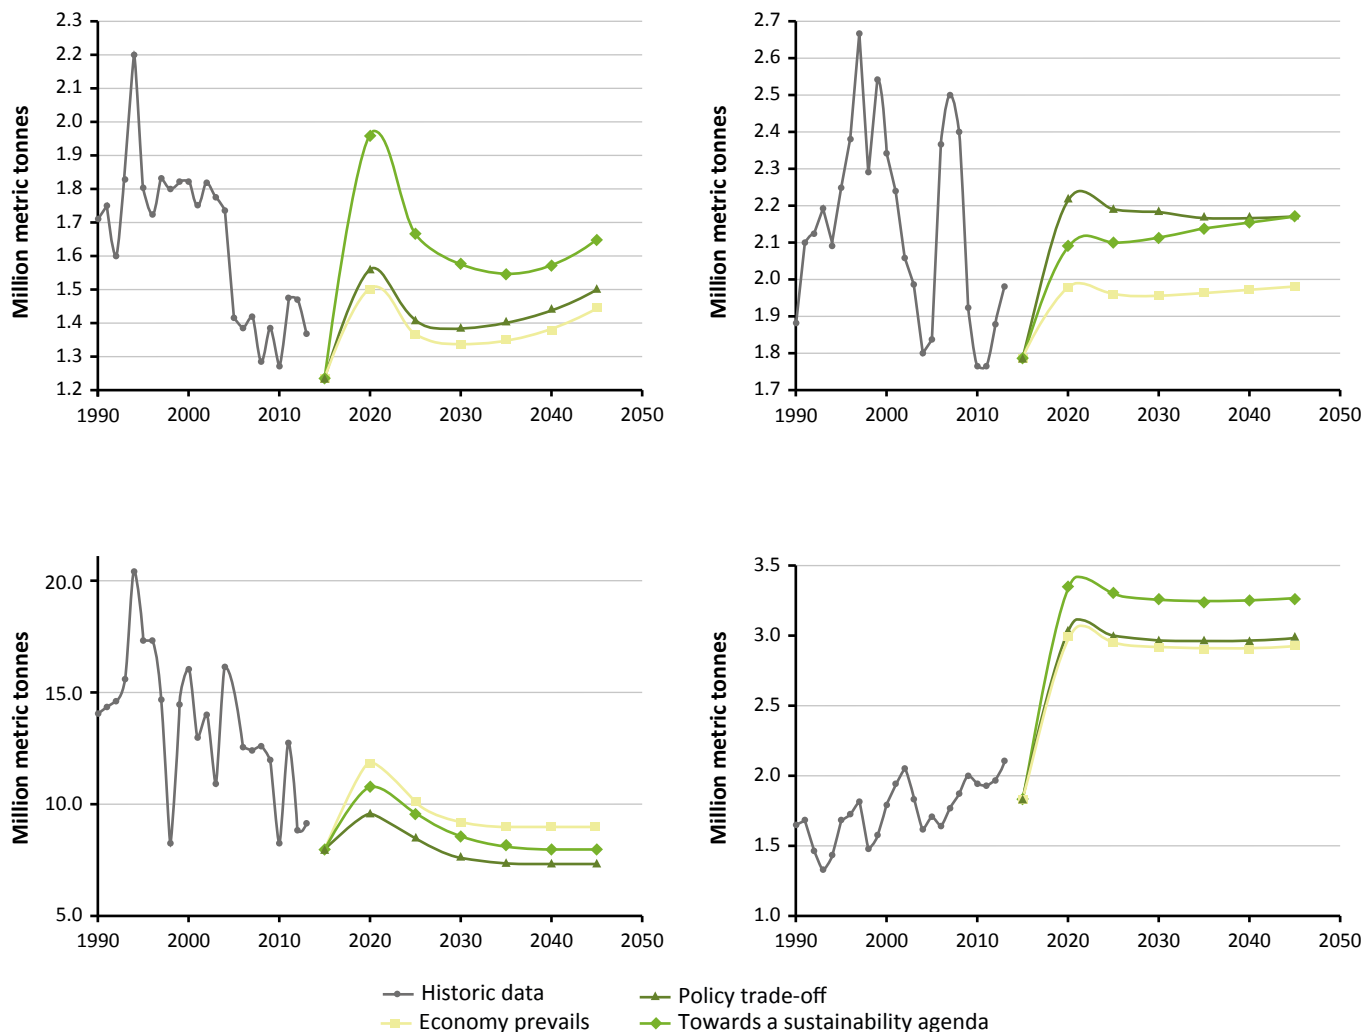 Million metric tonnes
2.3
2.2
2.1
2.0
1.9
1.8
1.7
1.6
1.5
1.4
1.3
1.2
1990 2000 2010 2020 2030 2040 2050
Million metric tonnes
2.7
2.6
2.5
2.4
2.3
2.2
2.1
2.0
1.9
1.8
1.7
1990 2000 2010 2020 2030 2040 2050
Million metric tonnes
20.0
15.0
10.0
5.0
1990 2000 2010 2020 2030 2040 2050
Million metric tonnes
3.5
3.0
2.5
2.0
1.5
1.0
1990 2000 2010 2020 2030 2040 2050
Historic data
Policy trade-off
Economy prevails
Towards a sustainability agenda